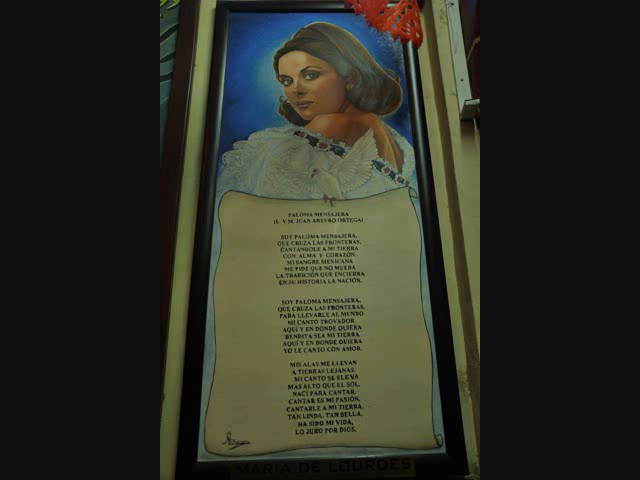 PALOMA MENSAJERA
(L. Y M. JUAN ARTURO ORTEGA)
SOY PALOMA MENSAJERA,
QUE CRUZA LAS FRONTERAS,
CANTANDOLE A MI TIERRA
CON ALMA Y CORAZON.
MI SANGRE MEXICANA
ME PIDE QUE NO MUERA
LA TRADICIÓN QUE ENCIERRA
EN SU HISTORIA LA NACIÓN.
SOY PALOMA MENSAJERA,
QUE CRUZA LAS FRONTERAS,
PARA LLEVARLE AL MUNDO
MI CANTO TROVADOR.
AQUI Y EN DONDE QUIERA
BENDITA SEA MI TIERRA
AQUI Y EN DONDE QUIERA
YO LE CANTO CON AMOR.
MIS ALAS ME LLEVAN
A TIERRAS LEJANAS.
MI CANTO SE ELEVA
MAS ALTO QUE EL SOL.
NACÍ PARA CANTAR.
CANTAR ES MI PASIÓN,
CANTARLE A MI TIERRA,
TAN LINDA, TAN BELLA.
HA SIDO MI VIDA,
LO JURO POR DIOS.
MARIA DE LOURDES